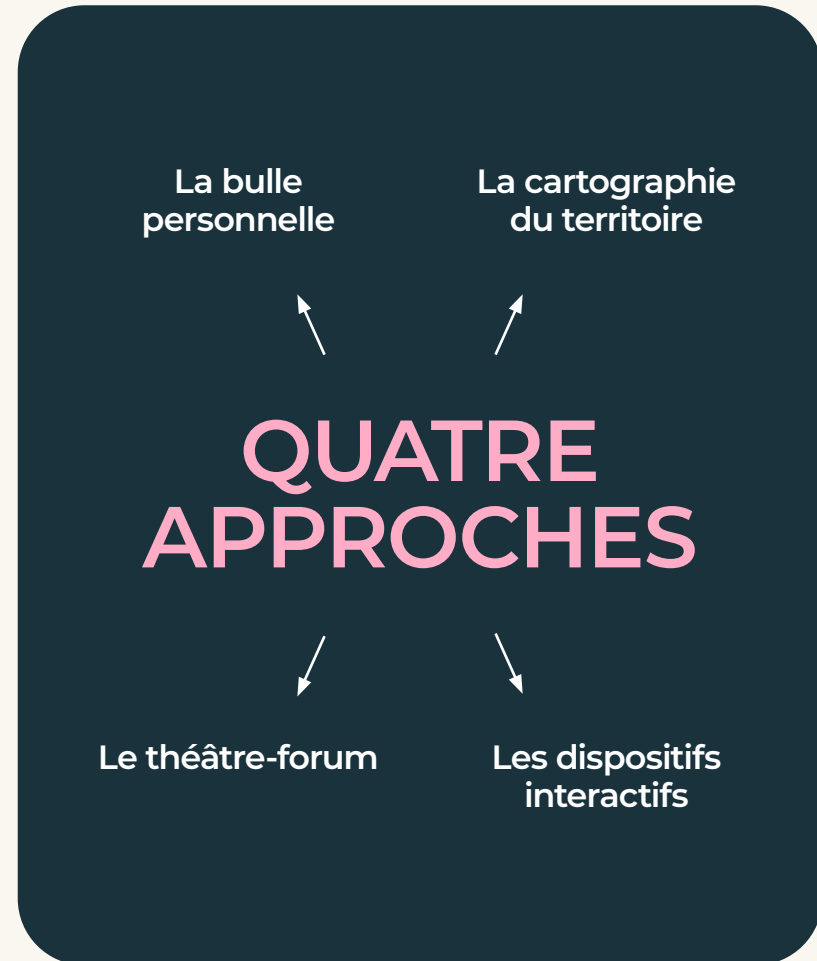 La bulle
personnelle
La cartographie
du territoire
QUATRE
APPROCHES
Le théâtre-forum
Les dispositifs
interactifs